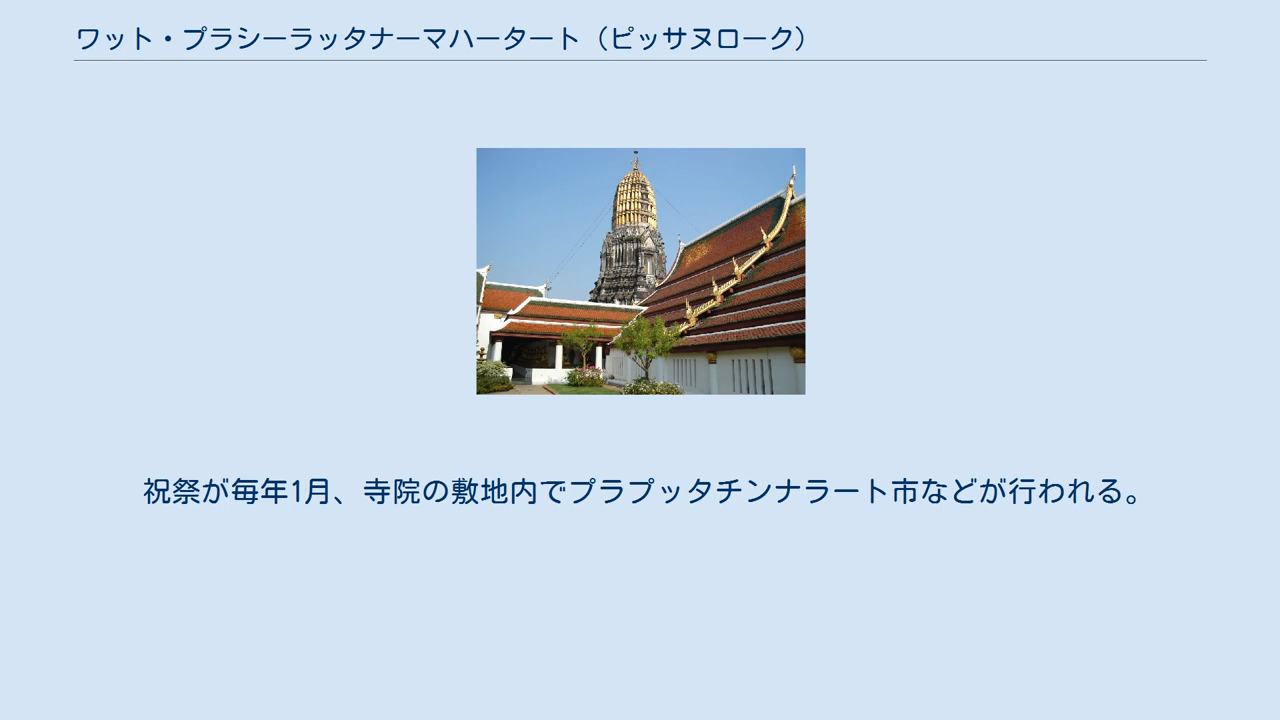 ワット・プラシーラッタナーマハータート（ピッサヌローク）
祝祭が毎年1月、寺院の敷地内でプラプッタチンナラート市などが行われる。